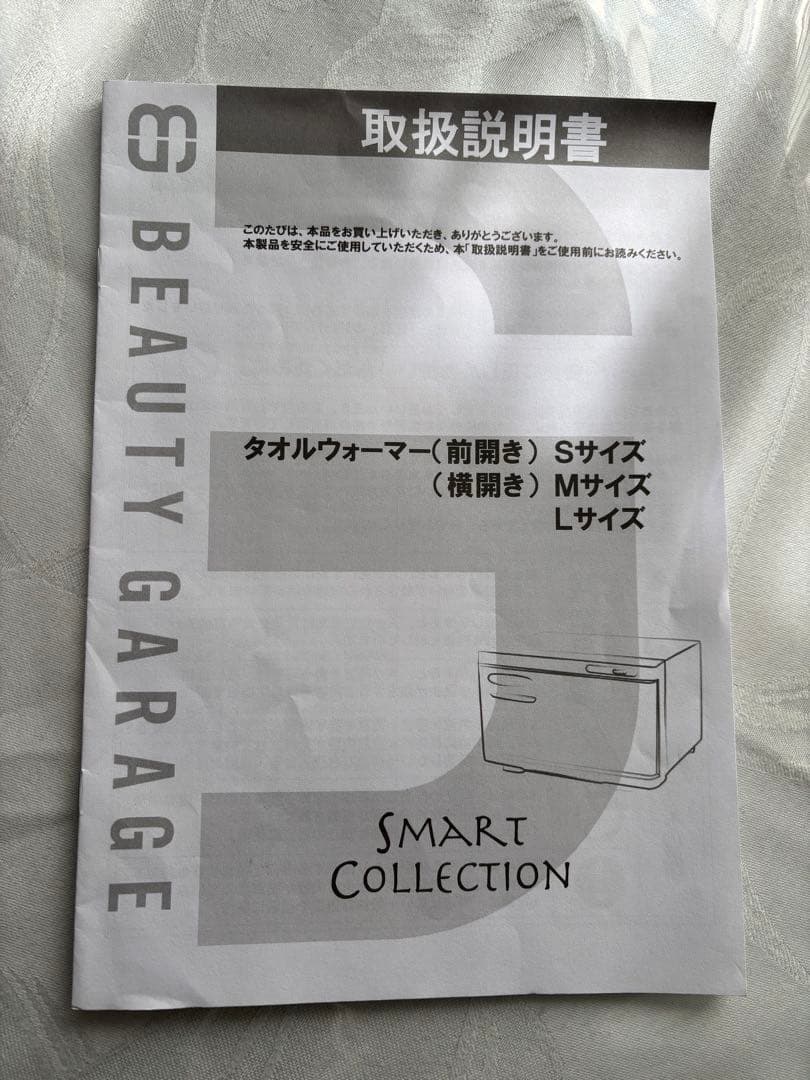 取扱説明書
このたびは、本品をお買い上げいただき、ありがとうございます。
本製品を安全にご使用していただくため、本「取扱説明書」をご使用前にお読みください。
BEAUTY GARAGE
タオルウォーマー（前開き） Sサイズ
（横開き） Mサイズ
Lサイズ
SMART
COLLECTION